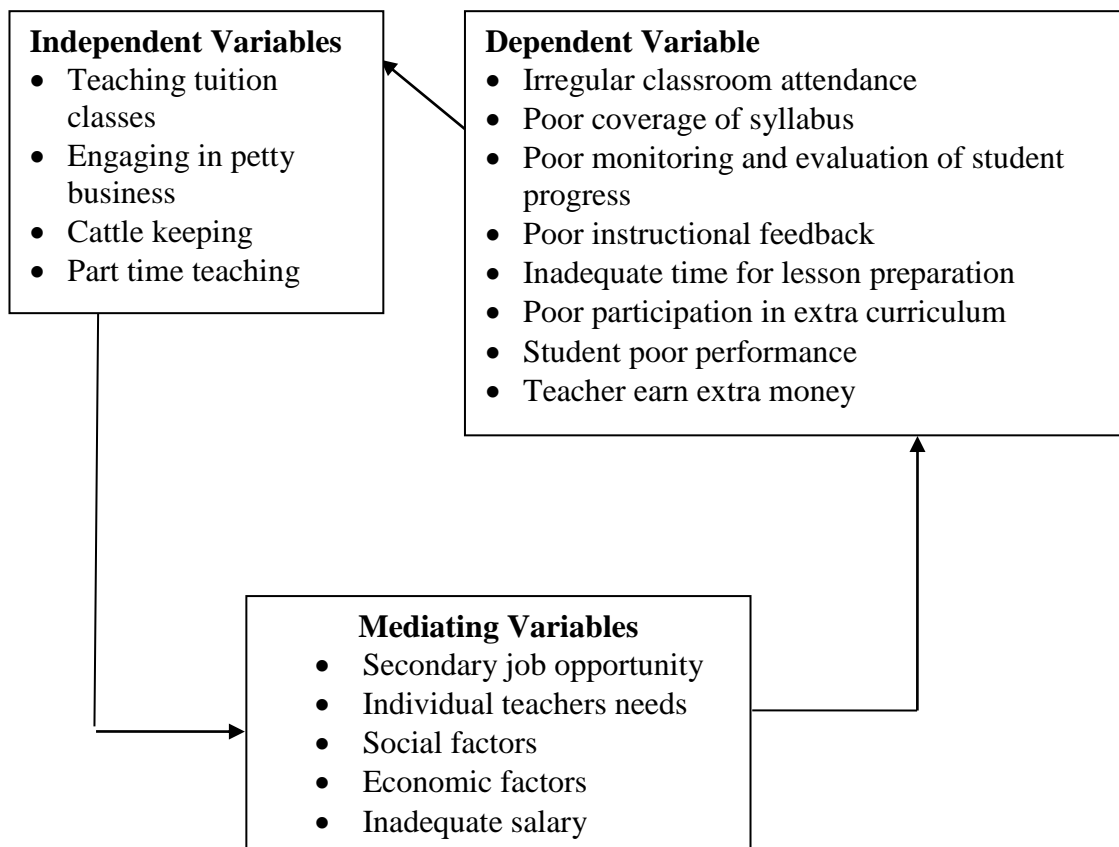 Independent Variables
• Teaching tuition
classes
• Engaging in petty
business
• Cattle keeping
• Part time teaching
Dependent Variable
• Irregular classroom attendance
• Poor coverage of syllabus
• Poor monitoring and evaluation of student
progress
• Poor instructional feedback
• Inadequate time for lesson preparation
• Poor participation in extra curriculum
• Student poor performance
• Teacher earn extra money
Mediating Variables
• Secondary job opportunity
• Individual teachers needs
• Social factors
• Economic factors
• Inadequate salary